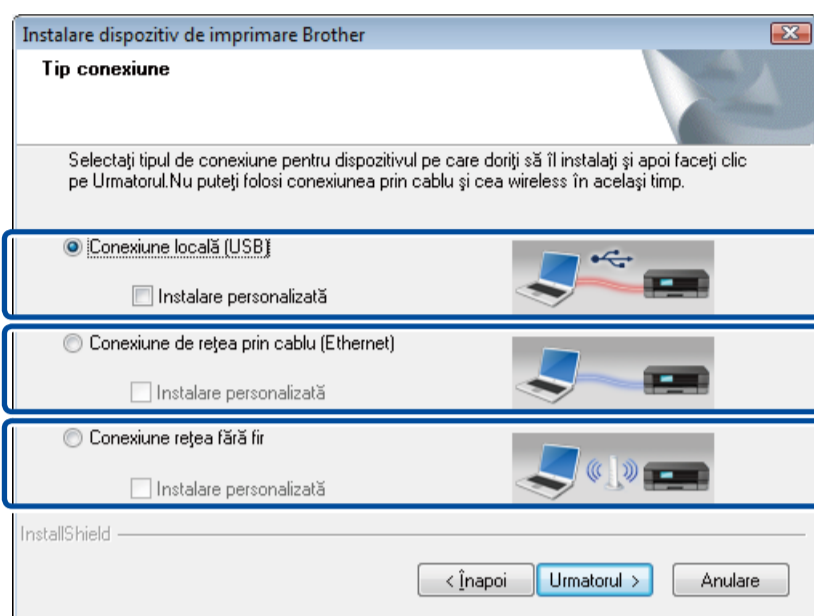 Instalare dispozitiv de imprimare Brother
Tip conexiune
Selectaţi tipul de conexiune pentru dispozitivul pe care doriţi să îl instalaţi şi apoi faceţi clic
pe Urmatorul.Nu puteţi folosi conexiunea prin cablu şi cea wireless în acelaşi timp.
Conexiune locală (USB)
Instalare personalizată
Conexiune de reţea prin cablu (Ethernet)
Instalare personalizată
Conexiune reţea fără fir
Instalare personalizată
InstallShield
< Înapoi Urmatorul > Anulare